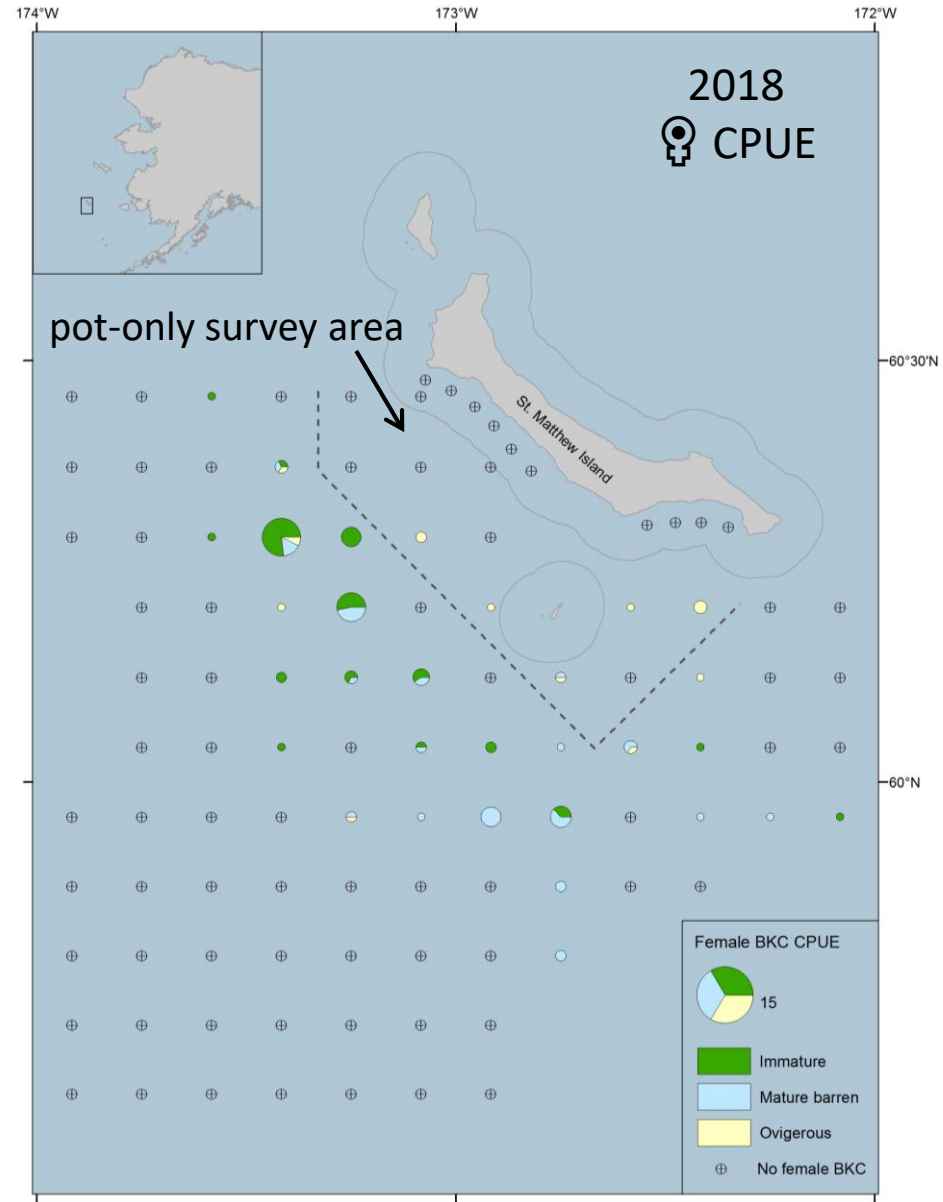 174°W
173°W
172°W
2018
CPUE
pot-only survey area
60°30'N
St. Matthew Island
60°N
Female BKC CPUE
15
Immature
Mature barren
Ovigerous
No female BKC